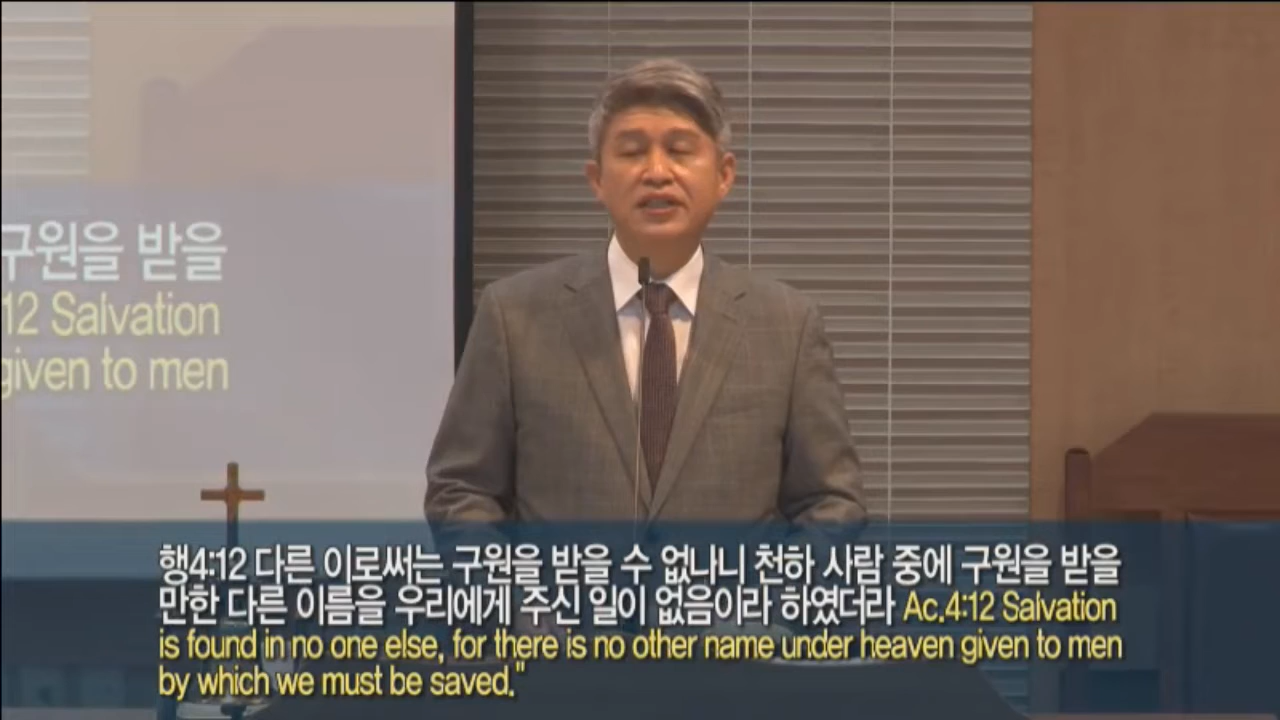 구원을 받을
12 Salvation
given to men
행4:12 다른 이로써는 구원을 받을 수 없나니 천하 사람 중에 구원을 받을
만한 다른 이름을 우리에게 주신 일이 없음이라 하였더라 Ac.4:12 Salvation
is found in no one else, for there is no other name under heaven given to men
by which we must be saved."